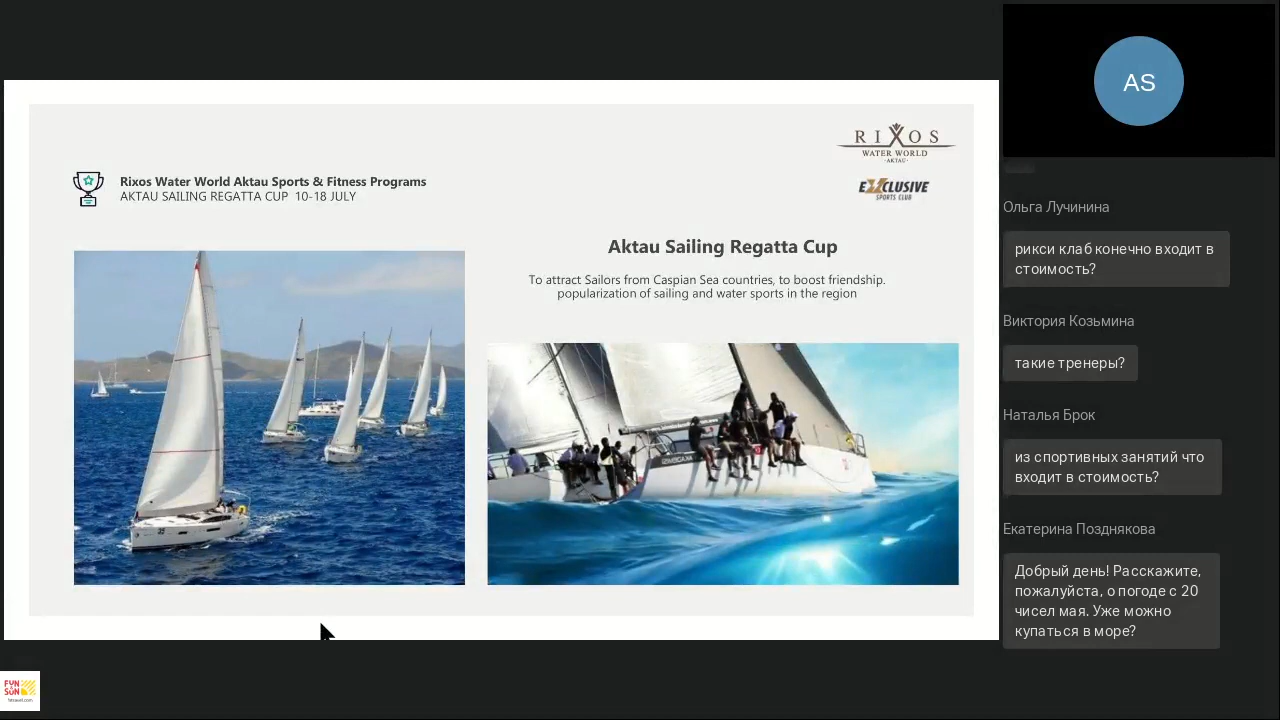 RIXOS
WATER WORLD
· AKTAU ·
EXCLUSIVE
SPORTS CLUB
Rixos Water World Aktau Sports & Fitness Programs
AKTAU SAILING REGATTA CUP 10-18 JULY
Aktau Sailing Regatta Cup
To attract Sailors from Caspian Sea countries, to boost friendship.
popularization of sailing and water sports in the region
AS
Ольга Лучинина
рикси клаб конечно входит в
стоимость?
Виктория Козьмина
такие тренеры?
Наталья Брок
из спортивных занятий что
входит в стоимость?
Екатерина Позднякова
Добрый день! Расскажите,
пожалуйста, о погоде с 20
чисел мая. Уже можно
купаться в море?
FUN
SUN